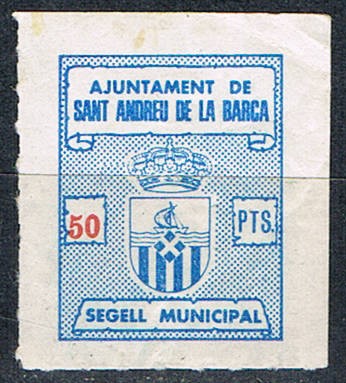 AJUNTAMENT DE
SANT ANDREU DE LA BARCA
50 PTS.
SEGELL MUNICIPAL